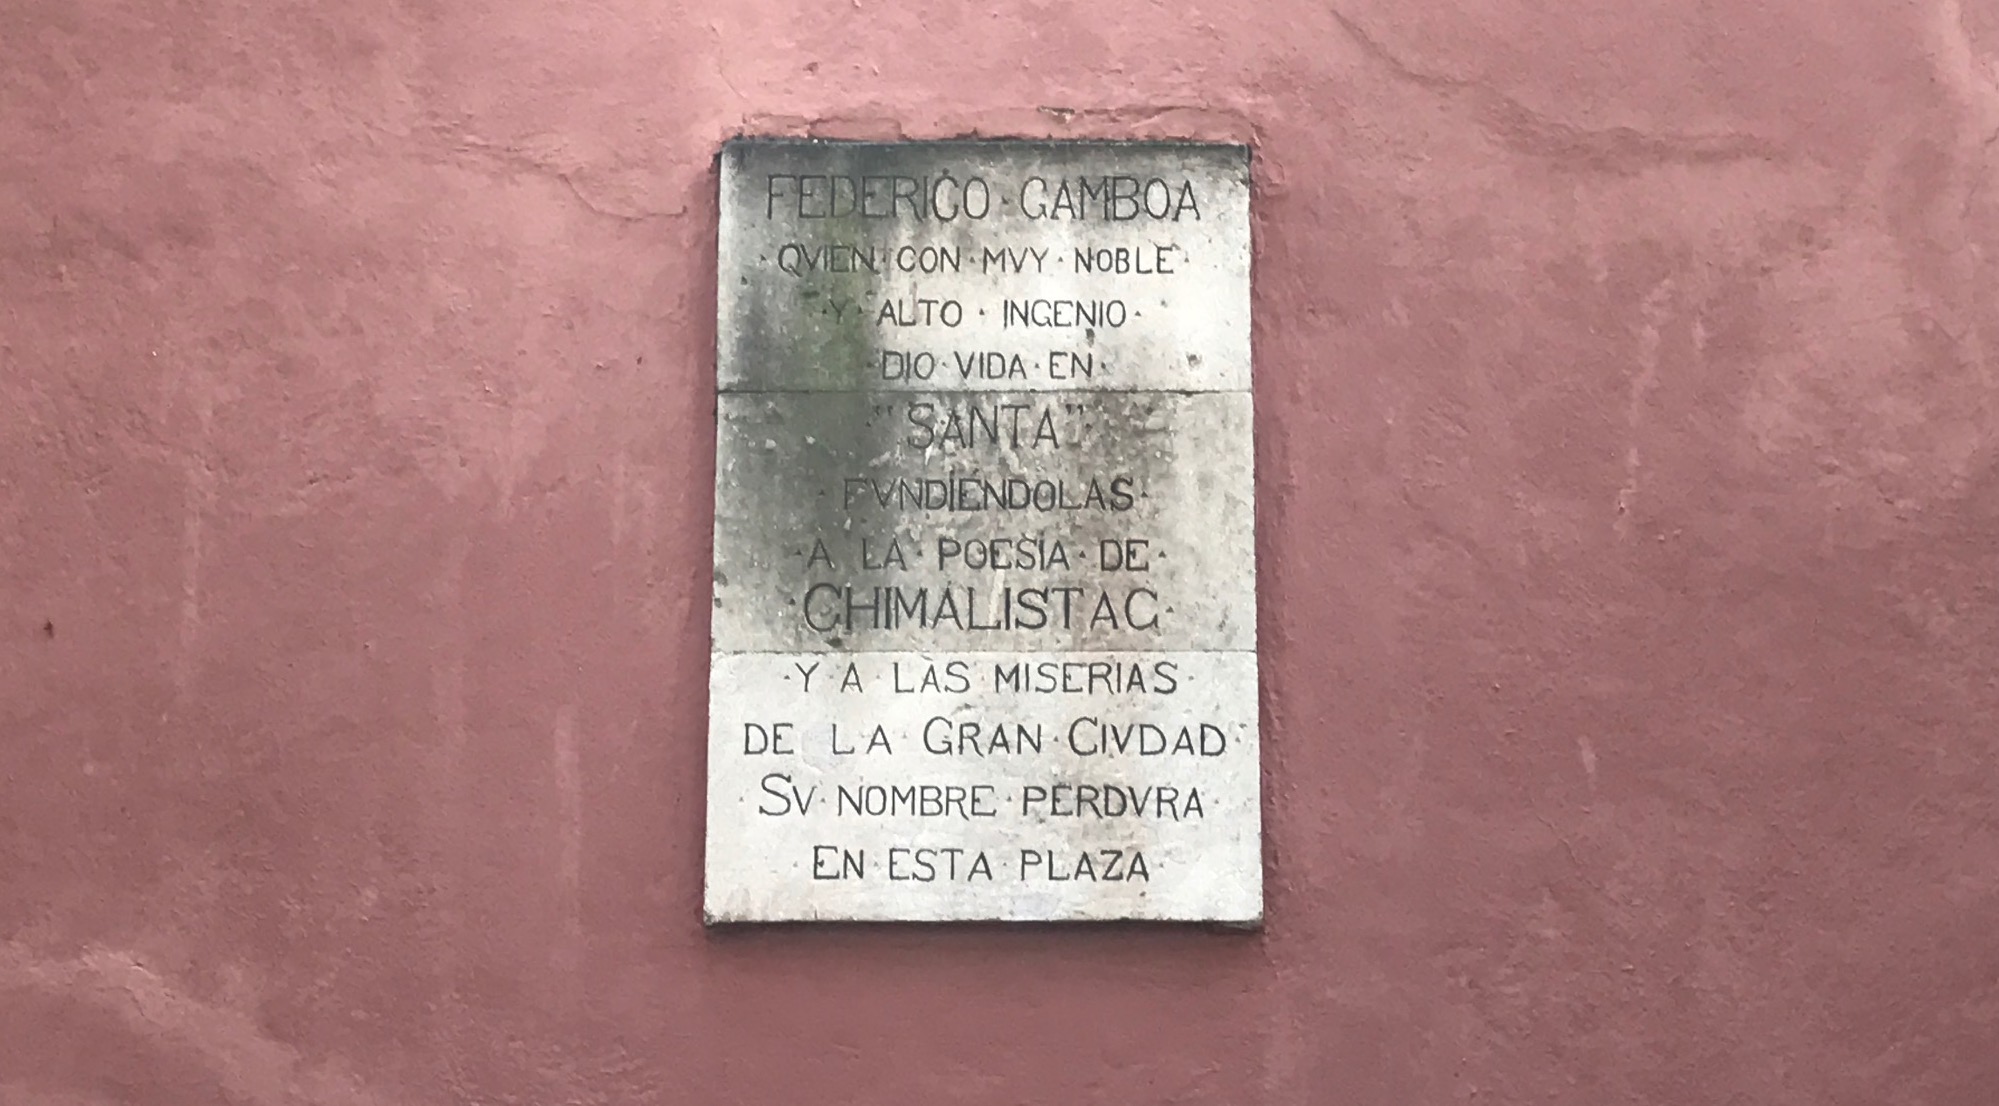 FEDERICO · GAMBOA
· QVIEN · CON · MVY · NOBLE ·
· Y · ALTO · INGENIO ·
· DIO · VIDA · EN ·
"SANTA"
· FVNDIÉNDOLAS ·
· A LA · POESÍA · DE ·
· CHIMALISTAC ·
· Y · A · LAS MISERIAS ·
DE LA · GRAN · CIVDAD ·
· SV · NOMBRE · PERDVRA ·
· EN · ESTA · PLAZA ·